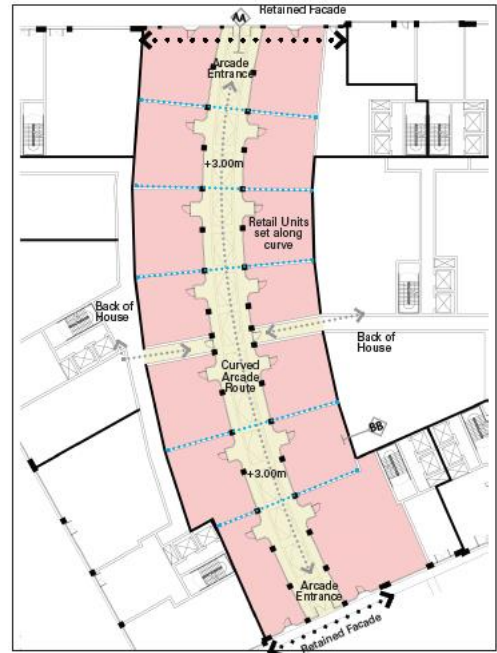 AA
Retained Facade
Arcade
Entrance
+3.00m
Retail Units
set along
curve
Back of
House
Back of
House
Curved
Arcade
Route
BB
+3.00m
Arcade
Entrance
Retained Facade